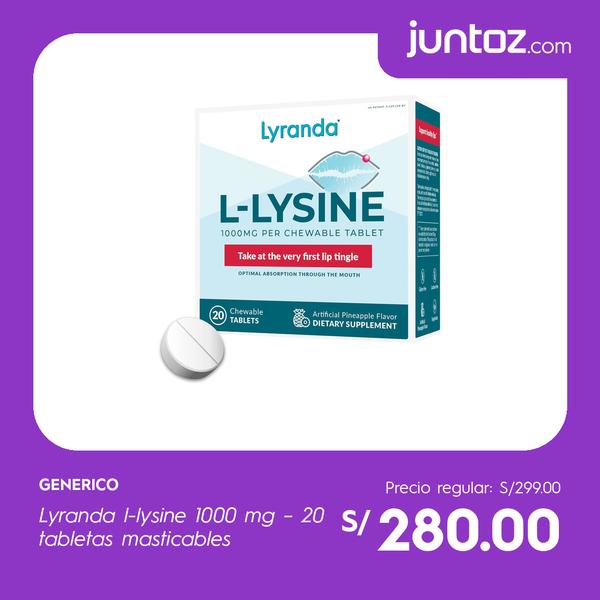 juntoz.com
Lyranda
L-LYSINE
1000MG PER CHEWABLE TABLET
Take at the very first lip tingle
OPTIMAL ABSORPTION THROUGH THE MOUTH
20 Chewable TABLETS
Artificial Pineapple Flavor
DIETARY SUPPLEMENT
GENERICO
Lyranda l-lysine 1000 mg - 20
tabletas masticables
Precio regular: S/299.00
S/ 280.00